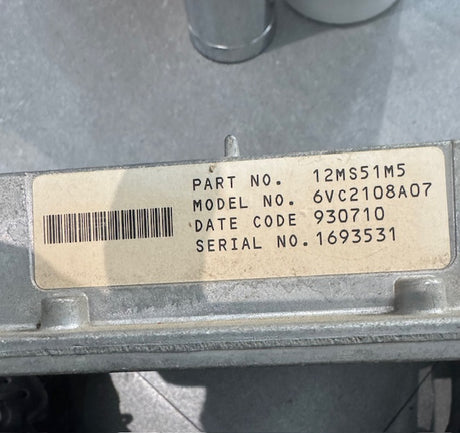 PART NO. 12MS51M5
MODEL NO. 6VC2108A07
DATE CODE 930710
SERIAL NO. 1693531